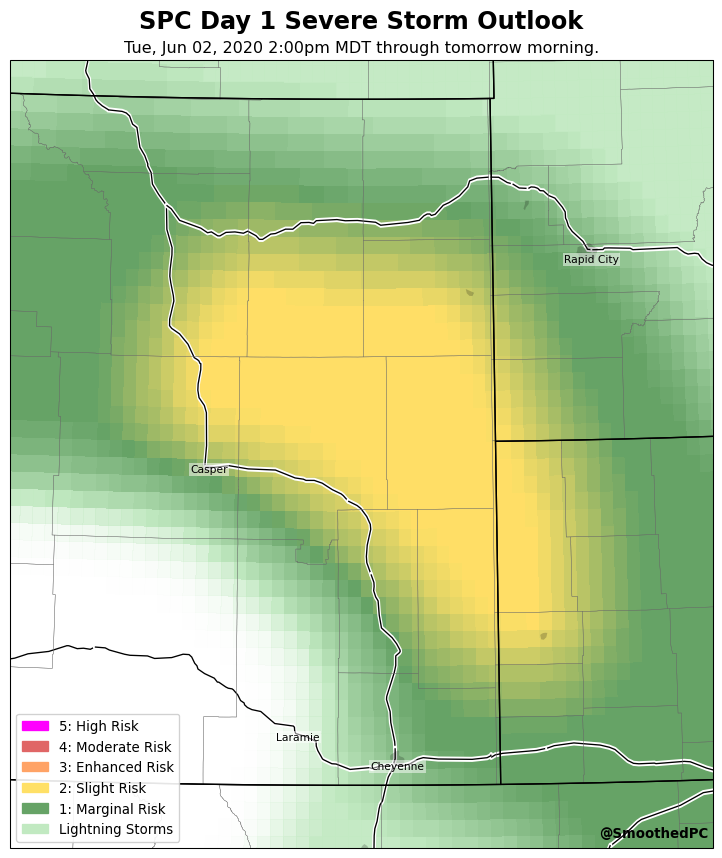 SPC Day 1 Severe Storm Outlook
Tue, Jun 02, 2020 2:00pm MDT through tomorrow morning.
Rapid City
Casper
Laramie
Cheyenne
5: High Risk
4: Moderate Risk
3: Enhanced Risk
2: Slight Risk
1: Marginal Risk
Lightning Storms
@SmoothedPC